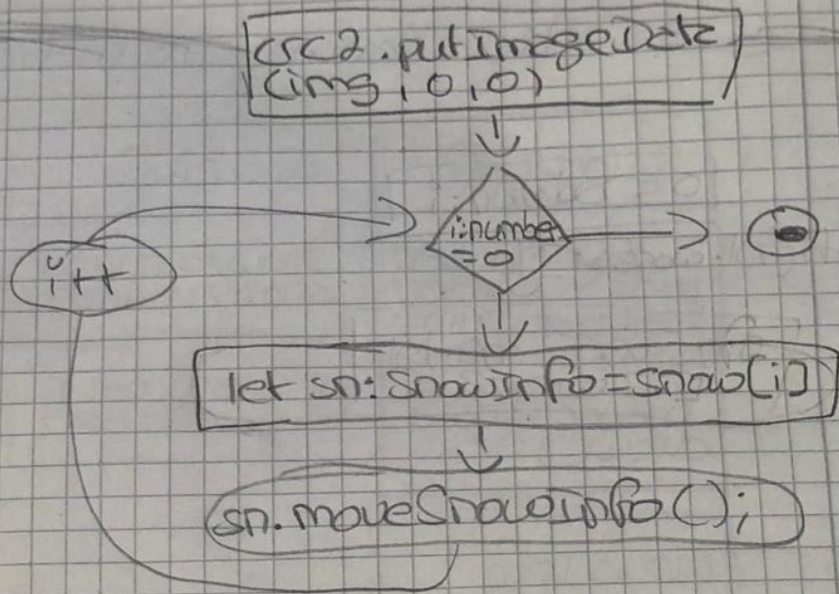 crc2.putImageData
(img, 0, 0)
i:number
= 0
i++
let sn: SnowInfo = snow[i]
sn.moveSnowInfo();